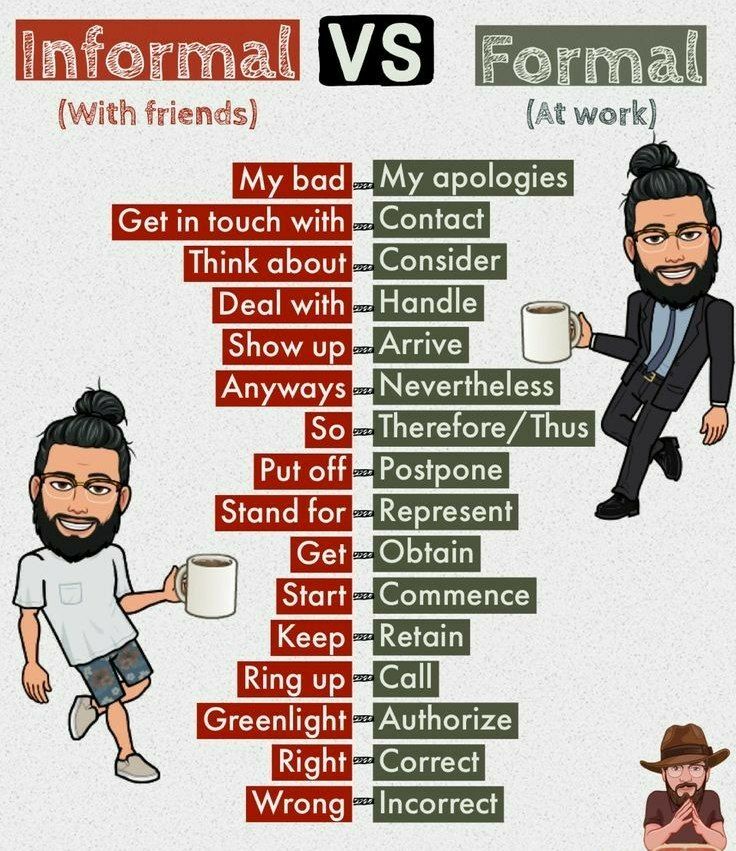 Informal VS Formal
(With friends) (At work)
My bad My apologies
Get in touch with Contact
Think about Consider
Deal with Handle
Show up Arrive
Anyways Nevertheless
So Therefore/Thus
Put off Postpone
Stand for Represent
Get Obtain
Start Commence
Keep Retain
Ring up Call
Greenlight Authorize
Right Correct
Wrong Incorrect